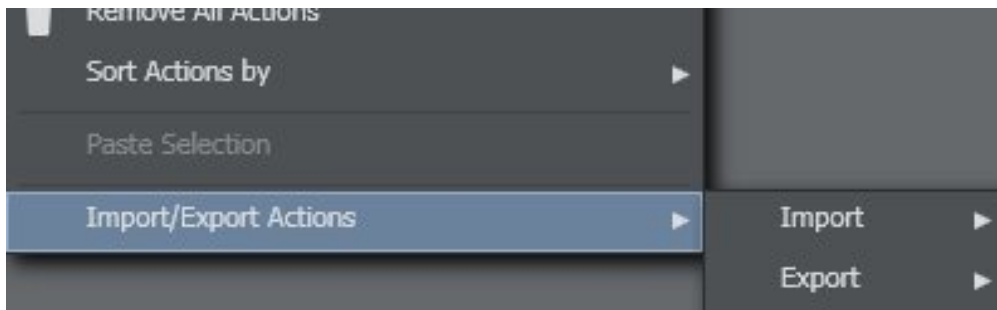 Remove All Actions
Sort Actions by
Paste Selection
Import/Export Actions
Import
Export